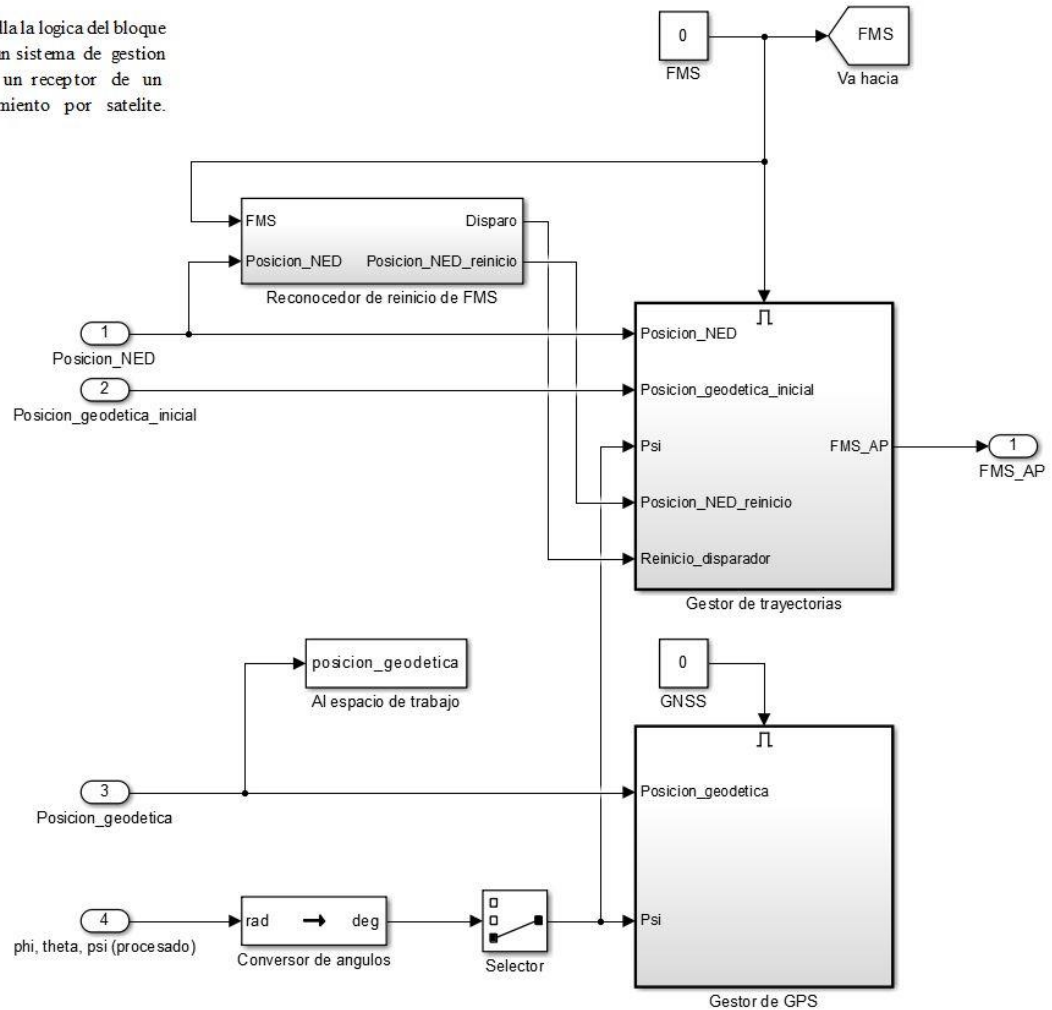 la logica del bloque
sistema de gestion
un receptor de un
por satelite.
0
FMS
FMS
Va hacia
FMS
Disparo
Posicion_NED
Posicion_NED_reinicio
Reconocedor de reinicio de FMS
1
Posicion_NED
2
Posicion_geodetica_inicial
Posicion_NED
Posicion_geodetica_inicial
Psi
FMS_AP
Posicion_NED_reinicio
Reinicio_disparador
Gestor de trayectorias
1
FMS_AP
posicion_geodetica
Al espacio de trabajo
0
GNSS
3
Posicion_geodetica
Posicion_geodetica
Psi
Gestor de GPS
4
phi, theta, psi (procesado)
rad
deg
Conversor de angulos
Selector